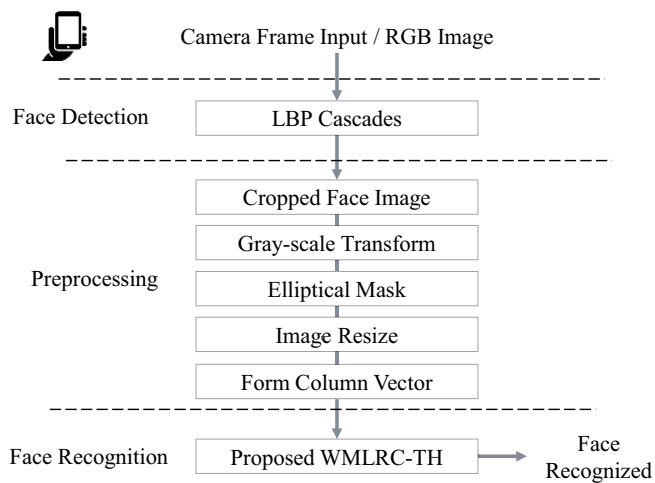 Camera Frame Input / RGB Image
Face Detection
LBP Cascades
Cropped Face Image
Gray-scale Transform
Preprocessing
Elliptical Mask
Image Resize
Form Column Vector
Face Recognition
Proposed WMLRC-TH
Face
Recognized